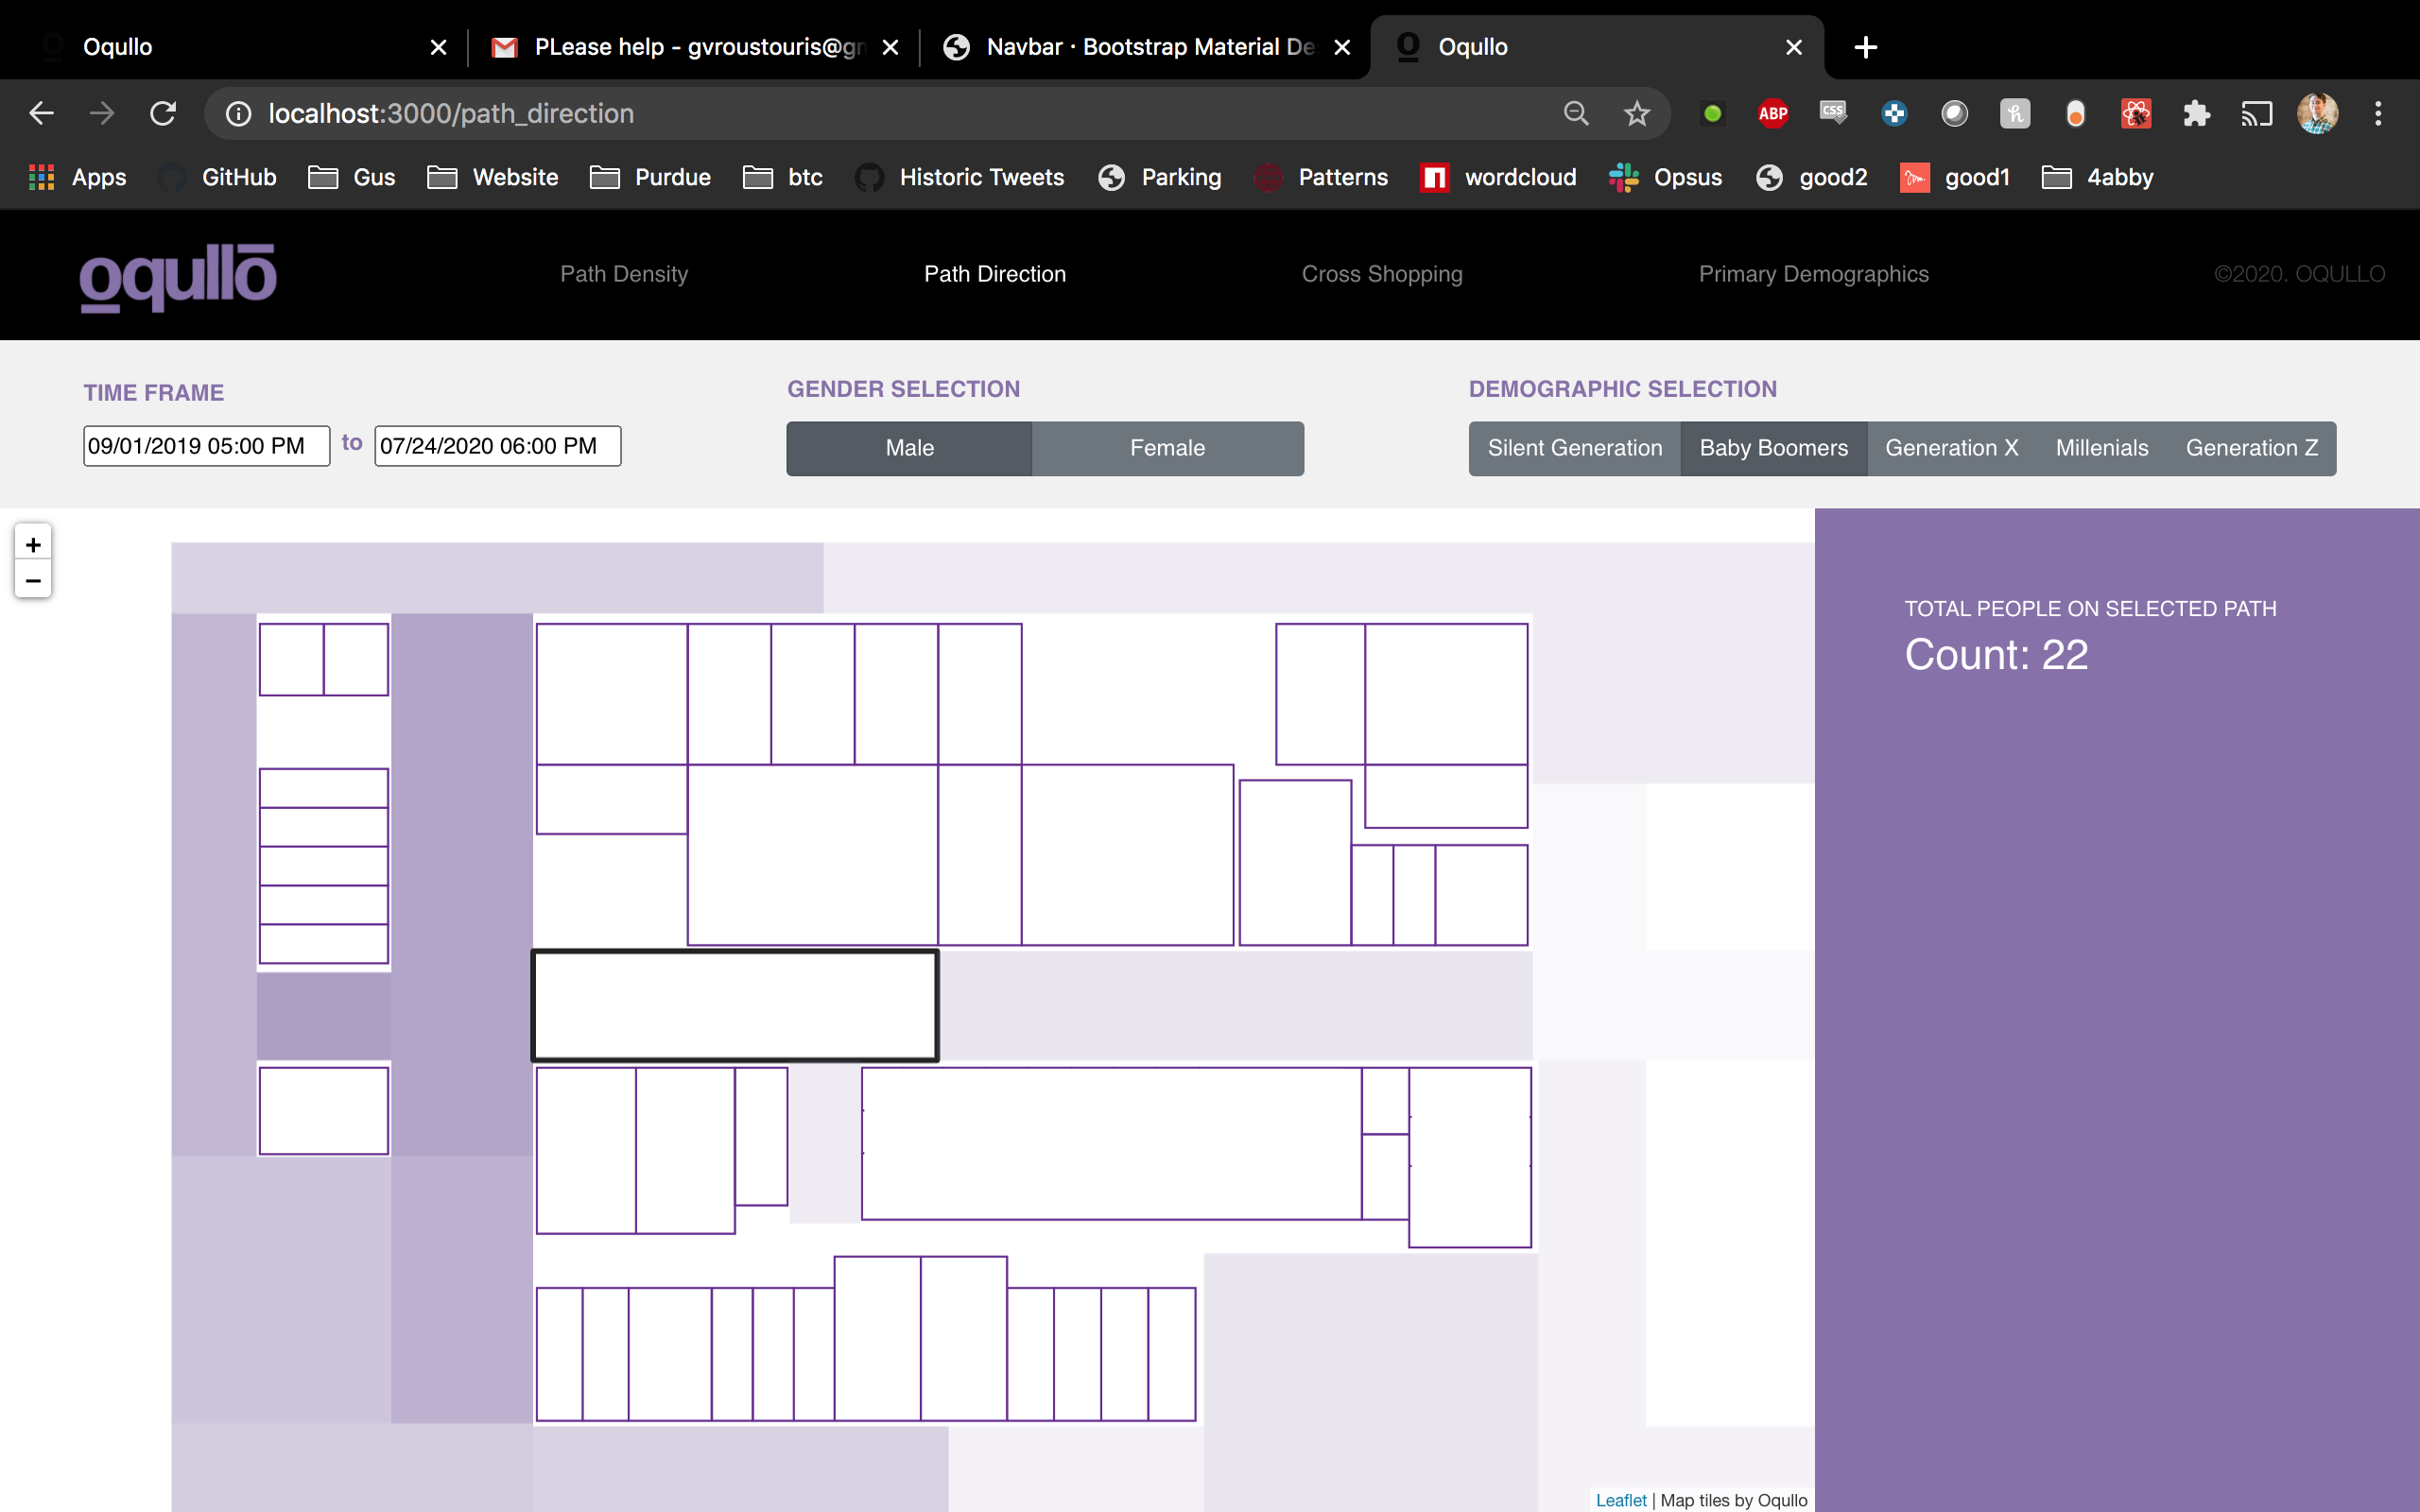 Oqullo
PLease help - gvroustouris@gr
Navbar · Bootstrap Material De
Oqullo
localhost:3000/path_direction
ABP
CSS
Apps
GitHub
Gus
Website
Purdue
btc
Historic Tweets
Parking
Patterns
wordcloud
Opsus
good2
good1
4abby
oqullō
Path Density
Path Direction
Cross Shopping
Primary Demographics
©2020. OQULLO
TIME FRAME
09/01/2019 05:00 PM to 07/24/2020 06:00 PM
GENDER SELECTION
Male
Female
DEMOGRAPHIC SELECTION
Silent Generation
Baby Boomers
Generation X
Millenials
Generation Z
+
−
TOTAL PEOPLE ON SELECTED PATH
Count: 22
Leaflet | Map tiles by Oqullo